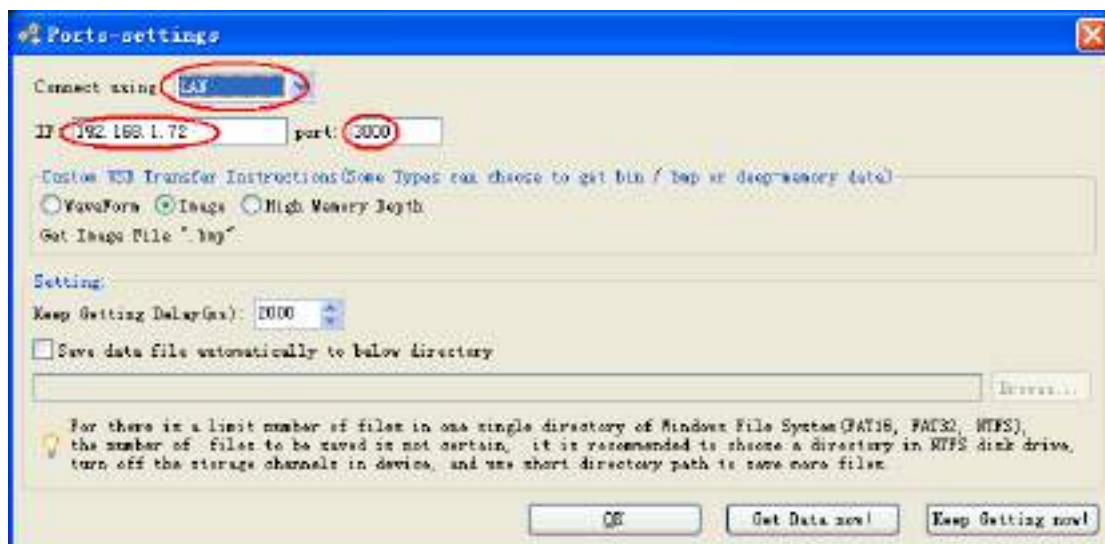 Ports-settings
Connect using: LAN
IP: 192.168.1.72 port: 3000
Custom USB Transfer Instructions(Some Types can choose to get bin / bmp or deep-memory data)
WaveForm Image High Memory Depth
Get Image File ".bmp"
Setting:
Keep Getting Delay(ms): 2000
Save data file automatically to below directory
Browse...
For there is a limit number of files in one single directory of Windows File System(FAT16, FAT32, NTFS),
the number of files to be saved is not certain, it is recommended to choose a directory in NTFS disk drive,
turn off the storage channels in device, and use short directory path to save more files
OK Get Data now! Keep Getting now!